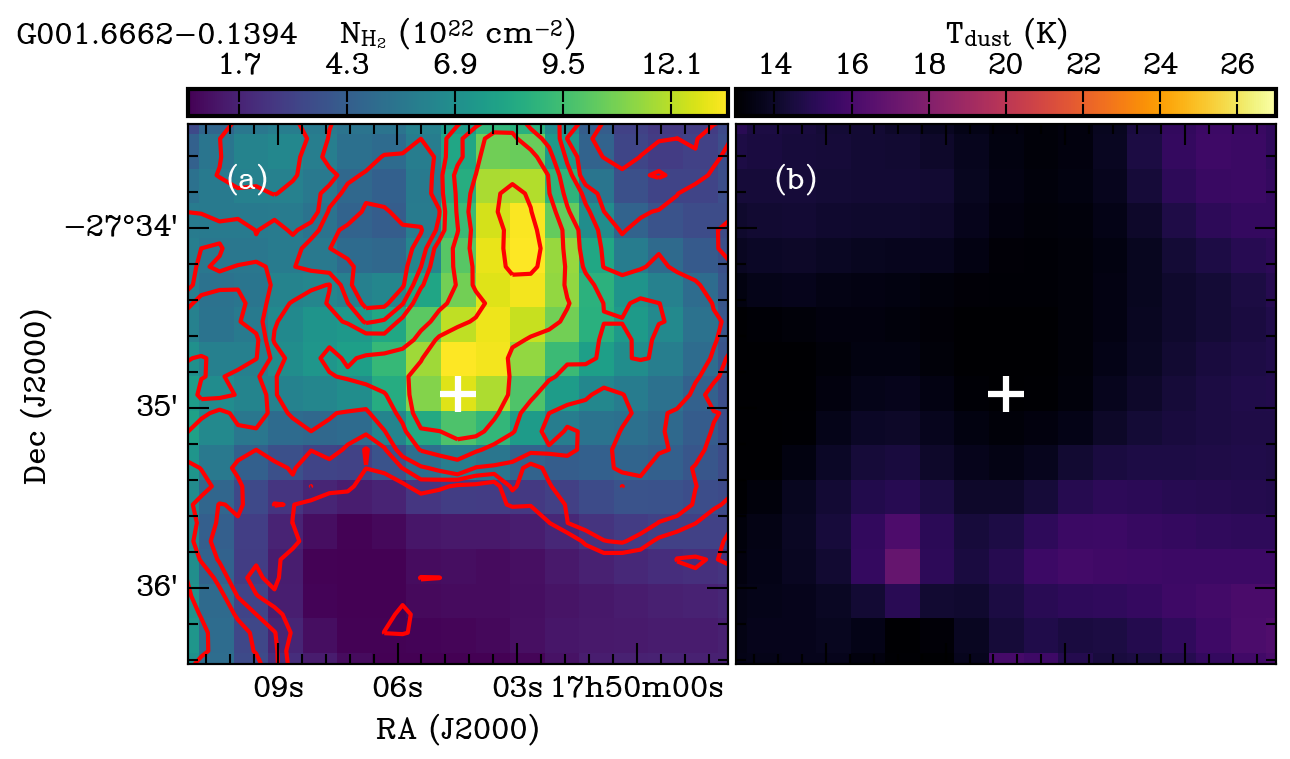 G001.6662−0.1394 N_H₂ (10²² cm⁻²) T_dust (K)
1.7 4.3 6.9 9.5 12.1 14 16 18 20 22 24 26
(a) (b)
−27°34'
35'
36'
Dec (J2000)
09s 06s 03s 17h50m00s
RA (J2000)